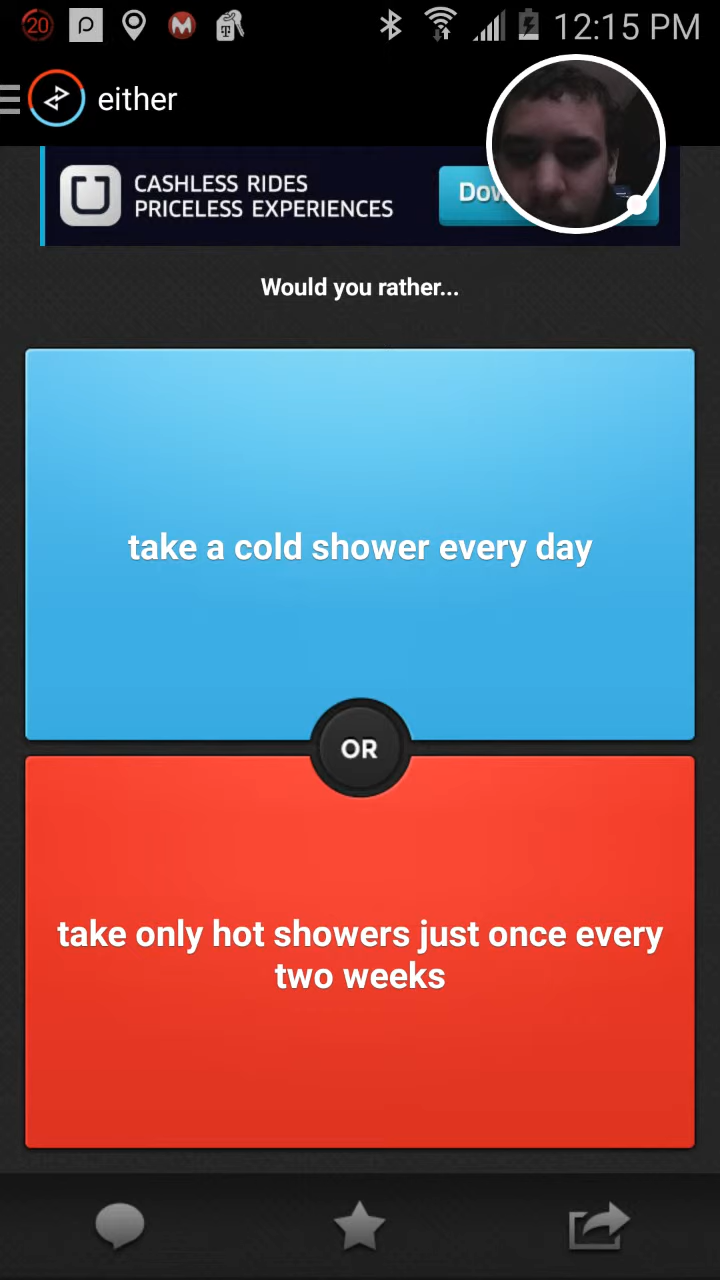 20
12:15 PM
either
CASHLESS RIDES
PRICELESS EXPERIENCES
Would you rather...
take a cold shower every day
OR
take only hot showers just once every
two weeks